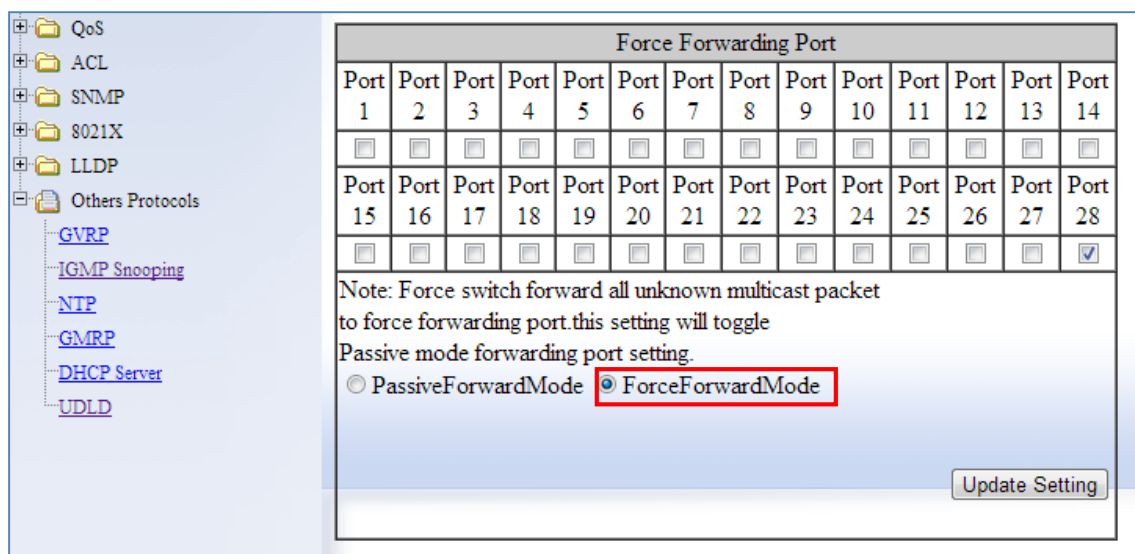 QoS
ACL
SNMP
8021X
LLDP
Others Protocols
GVRP
IGMP Snooping
NTP
GMRP
DHCP Server
UDLD
Force Forwarding Port
Port 1 Port 2 Port 3 Port 4 Port 5 Port 6 Port 7 Port 8 Port 9 Port 10 Port 11 Port 12 Port 13 Port 14
Port 15 Port 16 Port 17 Port 18 Port 19 Port 20 Port 21 Port 22 Port 23 Port 24 Port 25 Port 26 Port 27 Port 28
Note: Force switch forward all unknown multicast packet
to force forwarding port.this setting will toggle
Passive mode forwarding port setting.
PassiveForwardMode ForceForwardMode
Update Setting